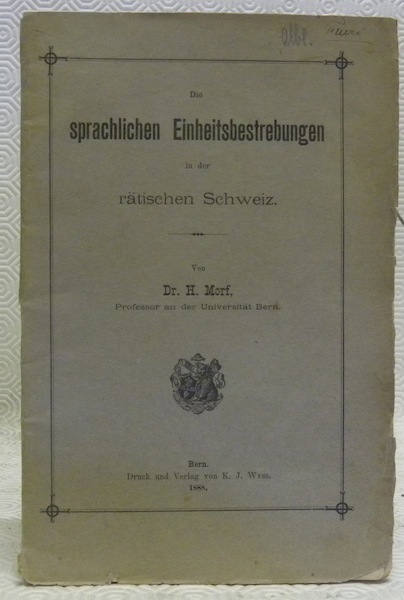 Die
sprachlichen Einheitsbestrebungen
in der
rätischen Schweiz.
Von
Dr. H. Morf,
Professor an der Universität Bern.
Bern.
Druck und Verlag von K. J. Wyss.
1888.